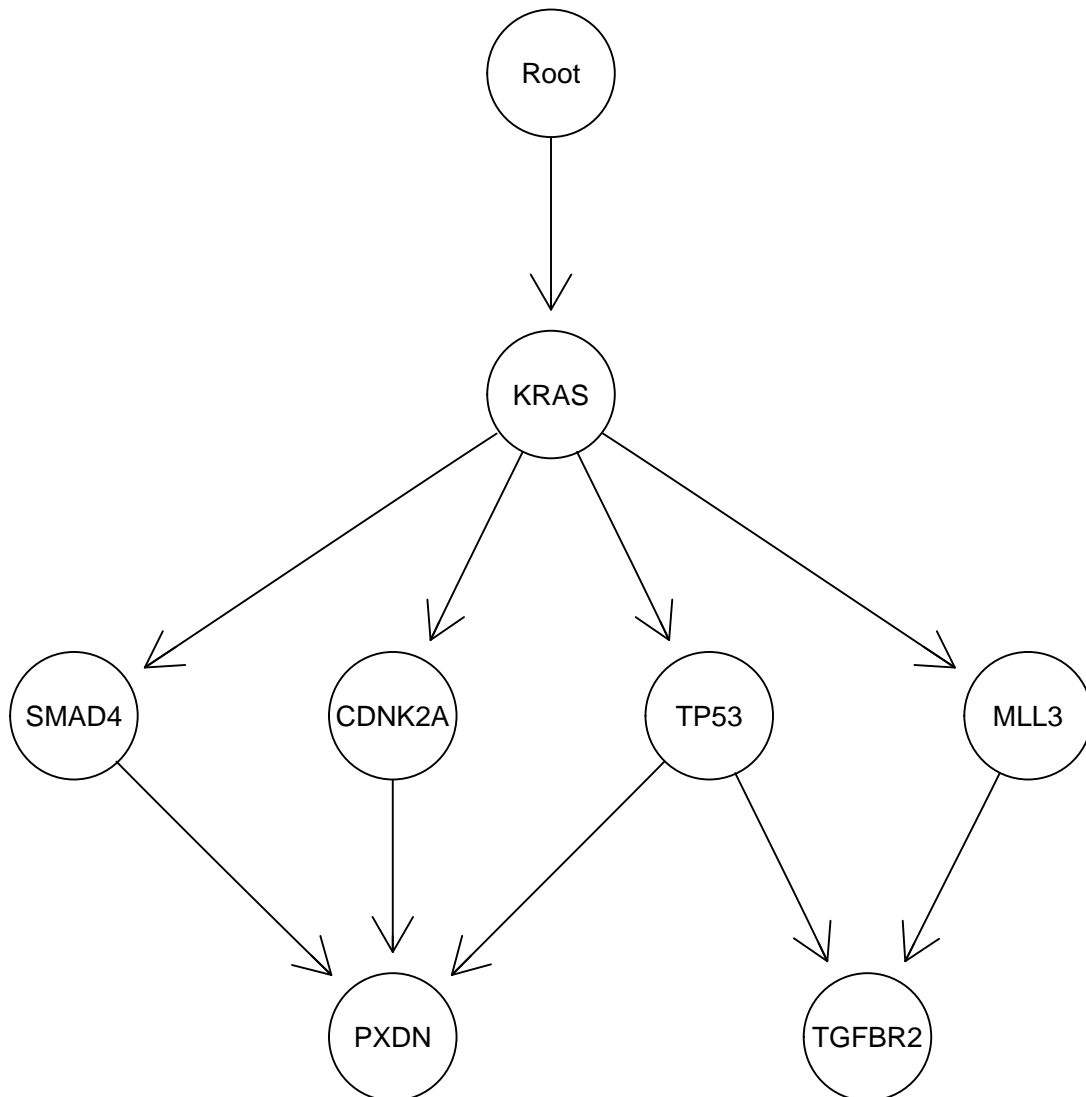 Root
KRAS
SMAD4
CDNK2A
TP53
MLL3
PXDN
TGFBR2